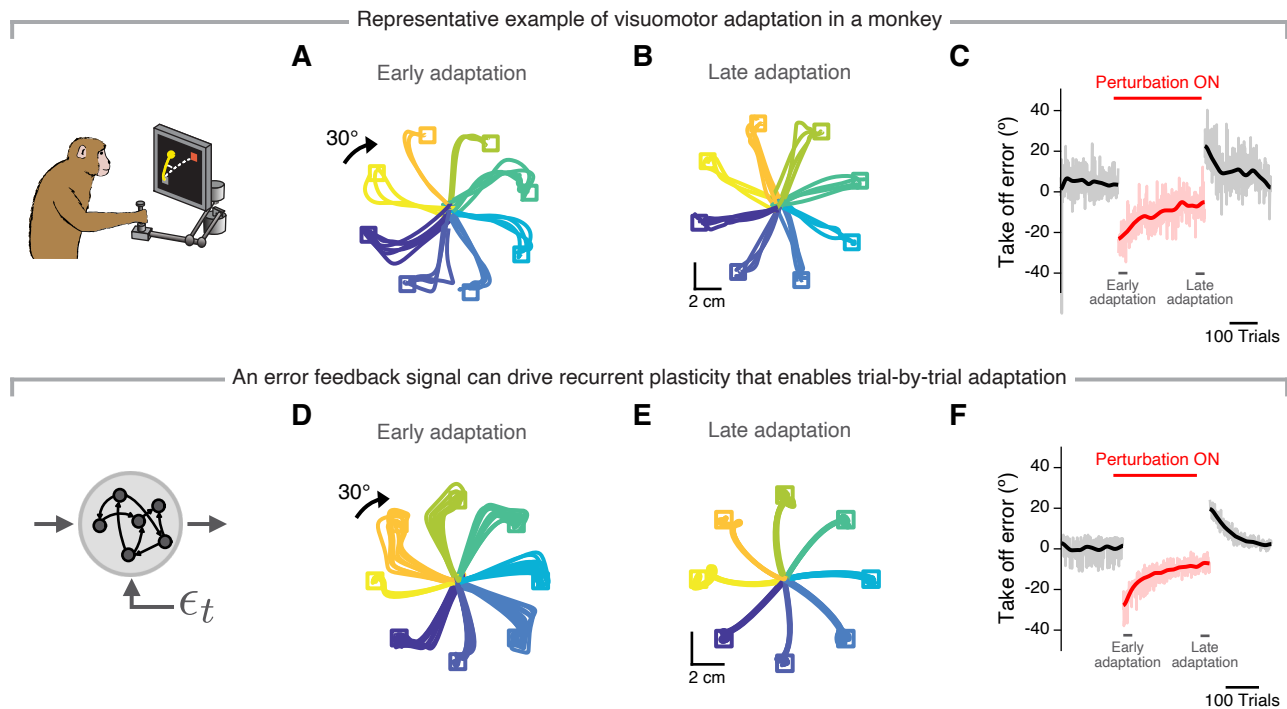 Representative example of visuomotor adaptation in a monkey
A
Early adaptation
30°
B
Late adaptation
2 cm
C
Perturbation ON
Take off error (º)
40
20
0
-20
-40
Early
adaptation
Late
adaptation
100 Trials
An error feedback signal can drive recurrent plasticity that enables trial-by-trial adaptation
ϵt
D
Early adaptation
30°
E
Late adaptation
2 cm
F
Perturbation ON
Take off error (º)
40
20
0
-20
-40
Early
adaptation
Late
adaptation
100 Trials